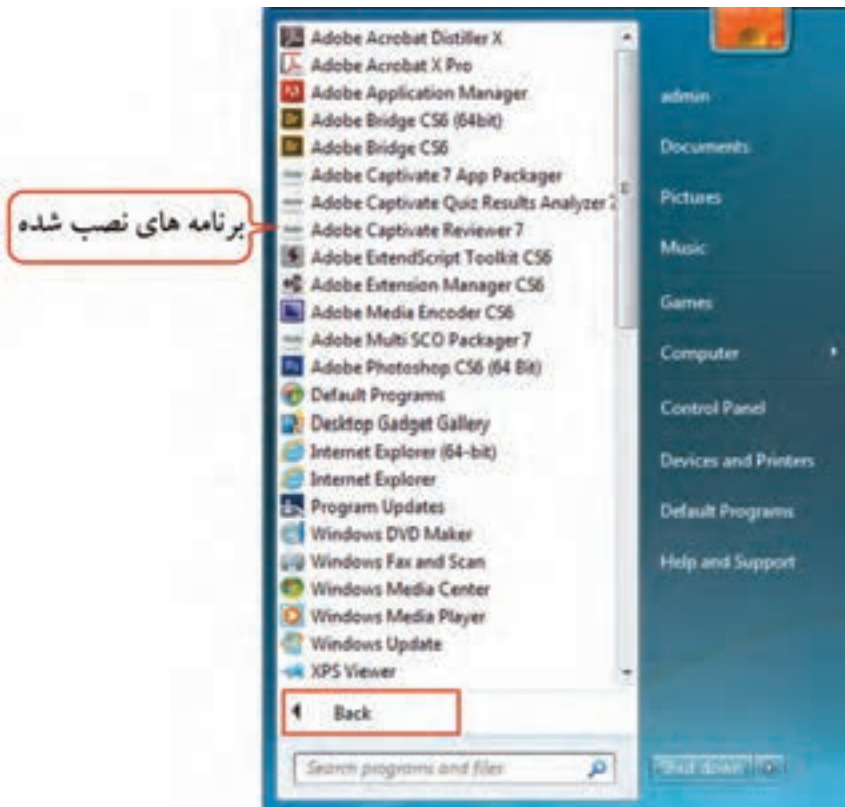 برنامه های نصب شده
Adobe Acrobat Distiller X
Adobe Acrobat X Pro
Adobe Application Manager
Adobe Bridge CS6 (64bit)
Adobe Bridge CS6
Adobe Captivate 7 App Packager
Adobe Captivate Quiz Results Analyzer 7
Adobe Captivate Reviewer 7
Adobe ExtendScript Toolkit CS6
Adobe Extension Manager CS6
Adobe Media Encoder CS6
Adobe Multi SCO Packager 7
Adobe Photoshop CS6 (64 Bit)
Default Programs
Desktop Gadget Gallery
Internet Explorer (64-bit)
Internet Explorer
Program Updates
Windows DVD Maker
Windows Fax and Scan
Windows Media Center
Windows Media Player
Windows Update
XPS Viewer
Back
Search programs and files
admin
Documents
Pictures
Music
Games
Computer
Control Panel
Devices and Printers
Default Programs
Help and Support
Shut down